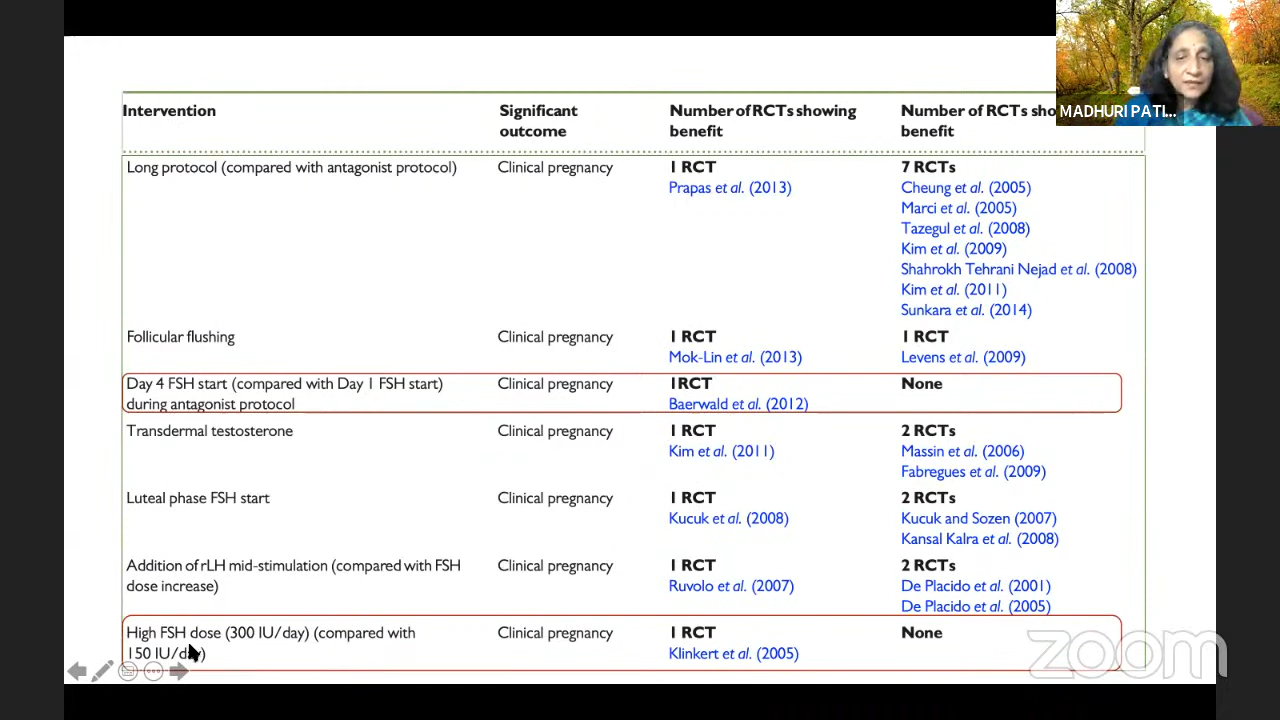 MADHURI PATI...
Intervention
Significant outcome
Number of RCTs showing benefit
Number of RCTs sho
benefit
Long protocol (compared with antagonist protocol)
Clinical pregnancy
1 RCT
Prapas et al. (2013)
7 RCTs
Cheung et al. (2005)
Marci et al. (2005)
Tazegul et al. (2008)
Kim et al. (2009)
Shahrokh Tehrani Nejad et al. (2008)
Kim et al. (2011)
Sunkara et al. (2014)
Follicular flushing
Clinical pregnancy
1 RCT
Mok-Lin et al. (2013)
1 RCT
Levens et al. (2009)
Day 4 FSH start (compared with Day 1 FSH start)
during antagonist protocol
Clinical pregnancy
1RCT
Baerwald et al. (2012)
None
Transdermal testosterone
Clinical pregnancy
1 RCT
Kim et al. (2011)
2 RCTs
Massin et al. (2006)
Fabregues et al. (2009)
Luteal phase FSH start
Clinical pregnancy
1 RCT
Kucuk et al. (2008)
2 RCTs
Kucuk and Sozen (2007)
Kansal Kalra et al. (2008)
Addition of rLH mid-stimulation (compared with FSH
dose increase)
Clinical pregnancy
1 RCT
Ruvolo et al. (2007)
2 RCTs
De Placido et al. (2001)
De Placido et al. (2005)
High FSH dose (300 IU/day) (compared with
150 IU/day)
Clinical pregnancy
1 RCT
Klinkert et al. (2005)
None
zoom